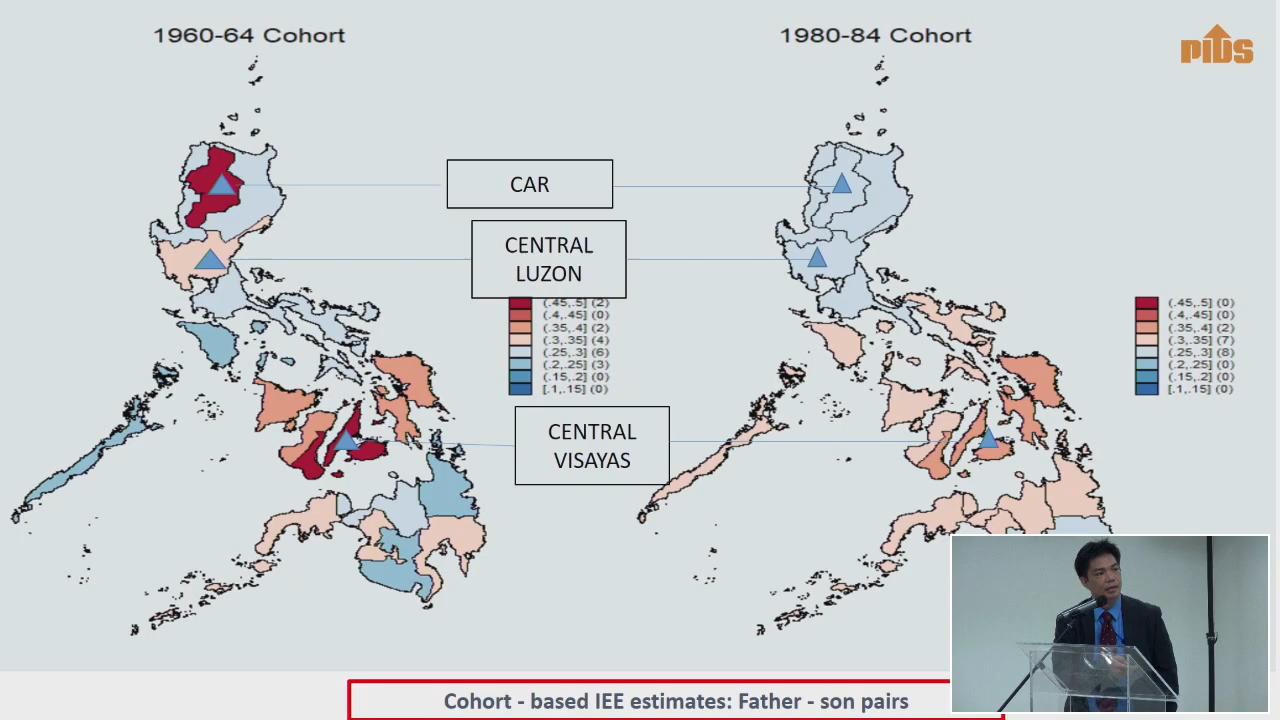 1960-64 Cohort
1980-84 Cohort
PIDS
CAR
CENTRAL
LUZON
(.45,.5] (2)
(.4,.45] (0)
(.35,.4] (2)
(.3,.35] (4)
(.25,.3] (6)
(.2,.25] (3)
(.15,.2] (0)
[.1,.15] (0)
(.45,.5] (0)
(.4,.45] (0)
(.35,.4] (2)
(.3,.35] (7)
(.25,.3] (8)
(.2,.25] (0)
(.15,.2] (0)
[.1,.15] (0)
CENTRAL
VISAYAS
Cohort - based IEE estimates: Father - son pairs